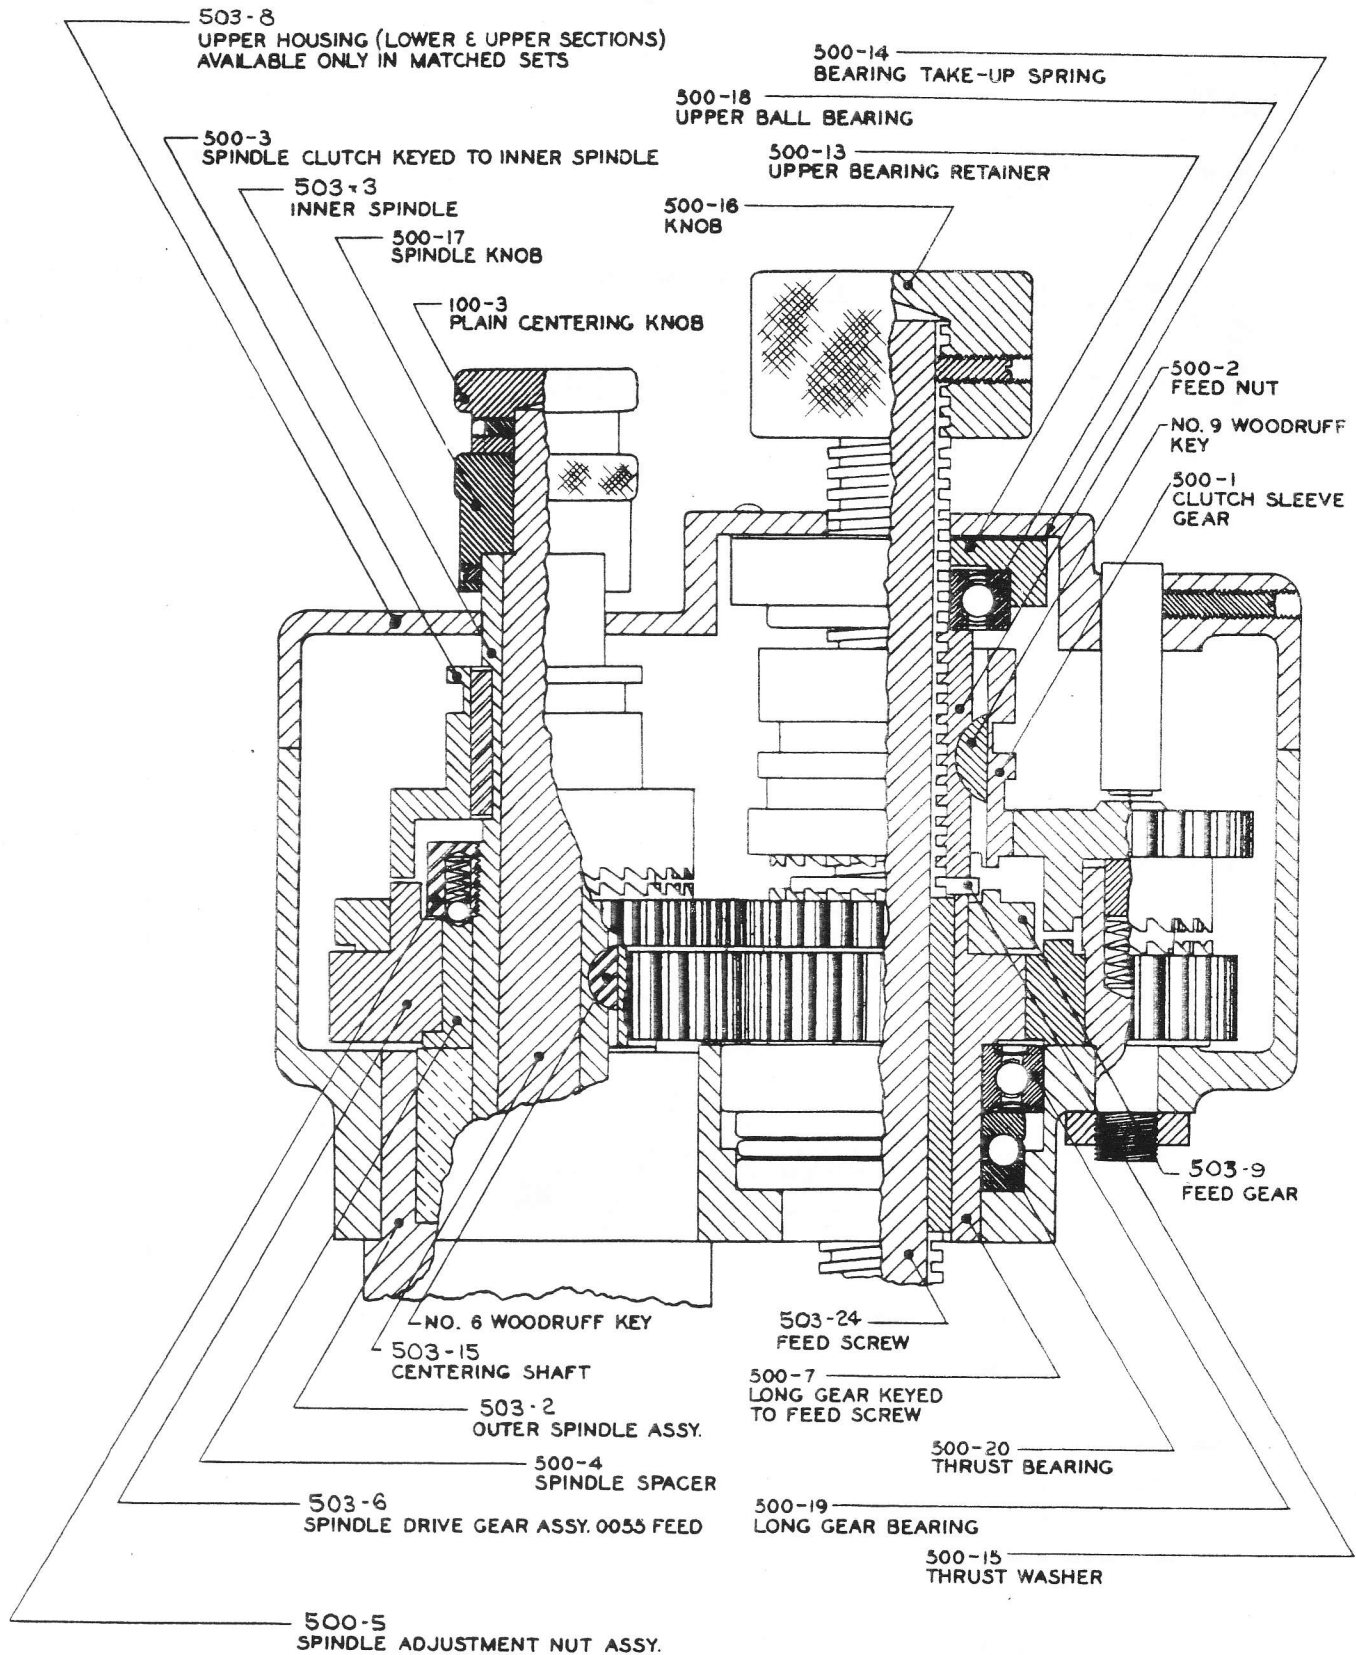 503-8
UPPER HOUSING (LOWER & UPPER SECTIONS)
AVAILABLE ONLY IN MATCHED SETS
500-14
BEARING TAKE-UP SPRING
500-18
UPPER BALL BEARING
500-3
SPINDLE CLUTCH KEYED TO INNER SPINDLE
500-13
UPPER BEARING RETAINER
503-3
INNER SPINDLE
500-16
KNOB
500-17
SPINDLE KNOB
100-3
PLAIN CENTERING KNOB
500-2
FEED NUT
NO. 9 WOODRUFF
KEY
500-1
CLUTCH SLEEVE
GEAR
503-9
FEED GEAR
NO. 6 WOODRUFF KEY
503-24
FEED SCREW
503-15
CENTERING SHAFT
500-7
LONG GEAR KEYED
TO FEED SCREW
503-2
OUTER SPINDLE ASSY.
500-20
THRUST BEARING
500-4
SPINDLE SPACER
503-6
SPINDLE DRIVE GEAR ASSY. 0055 FEED
500-19
LONG GEAR BEARING
500-15
THRUST WASHER
500-5
SPINDLE ADJUSTMENT NUT ASSY.